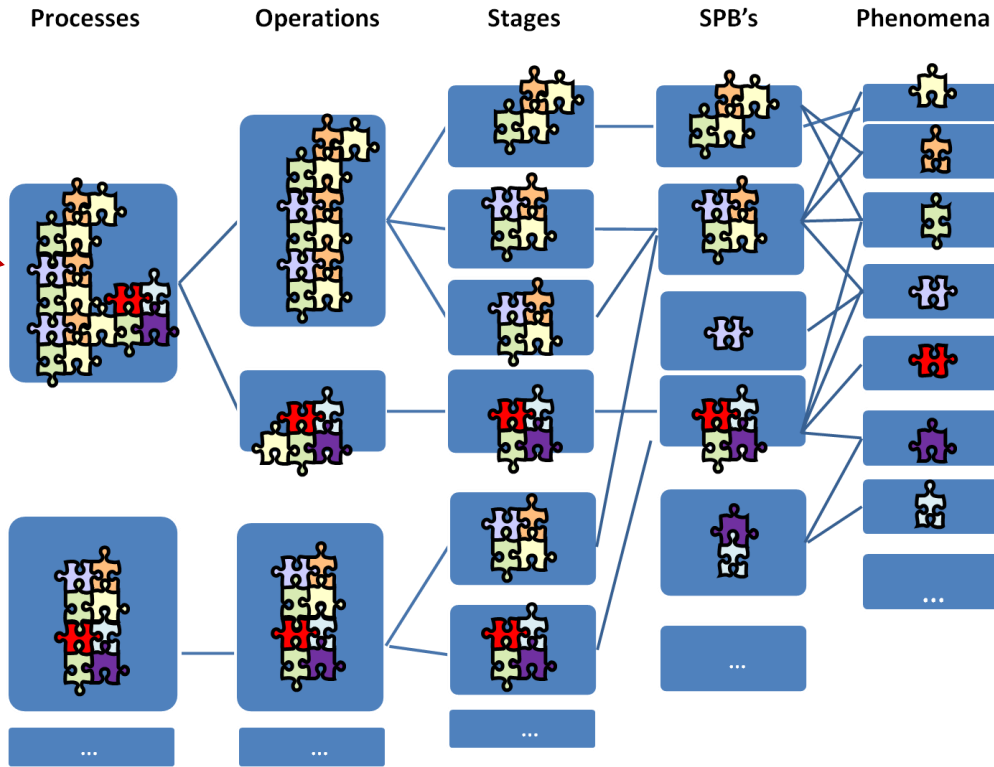 Processes
Operations
Stages
SPB's
Phenomena
...
...
...
...
...